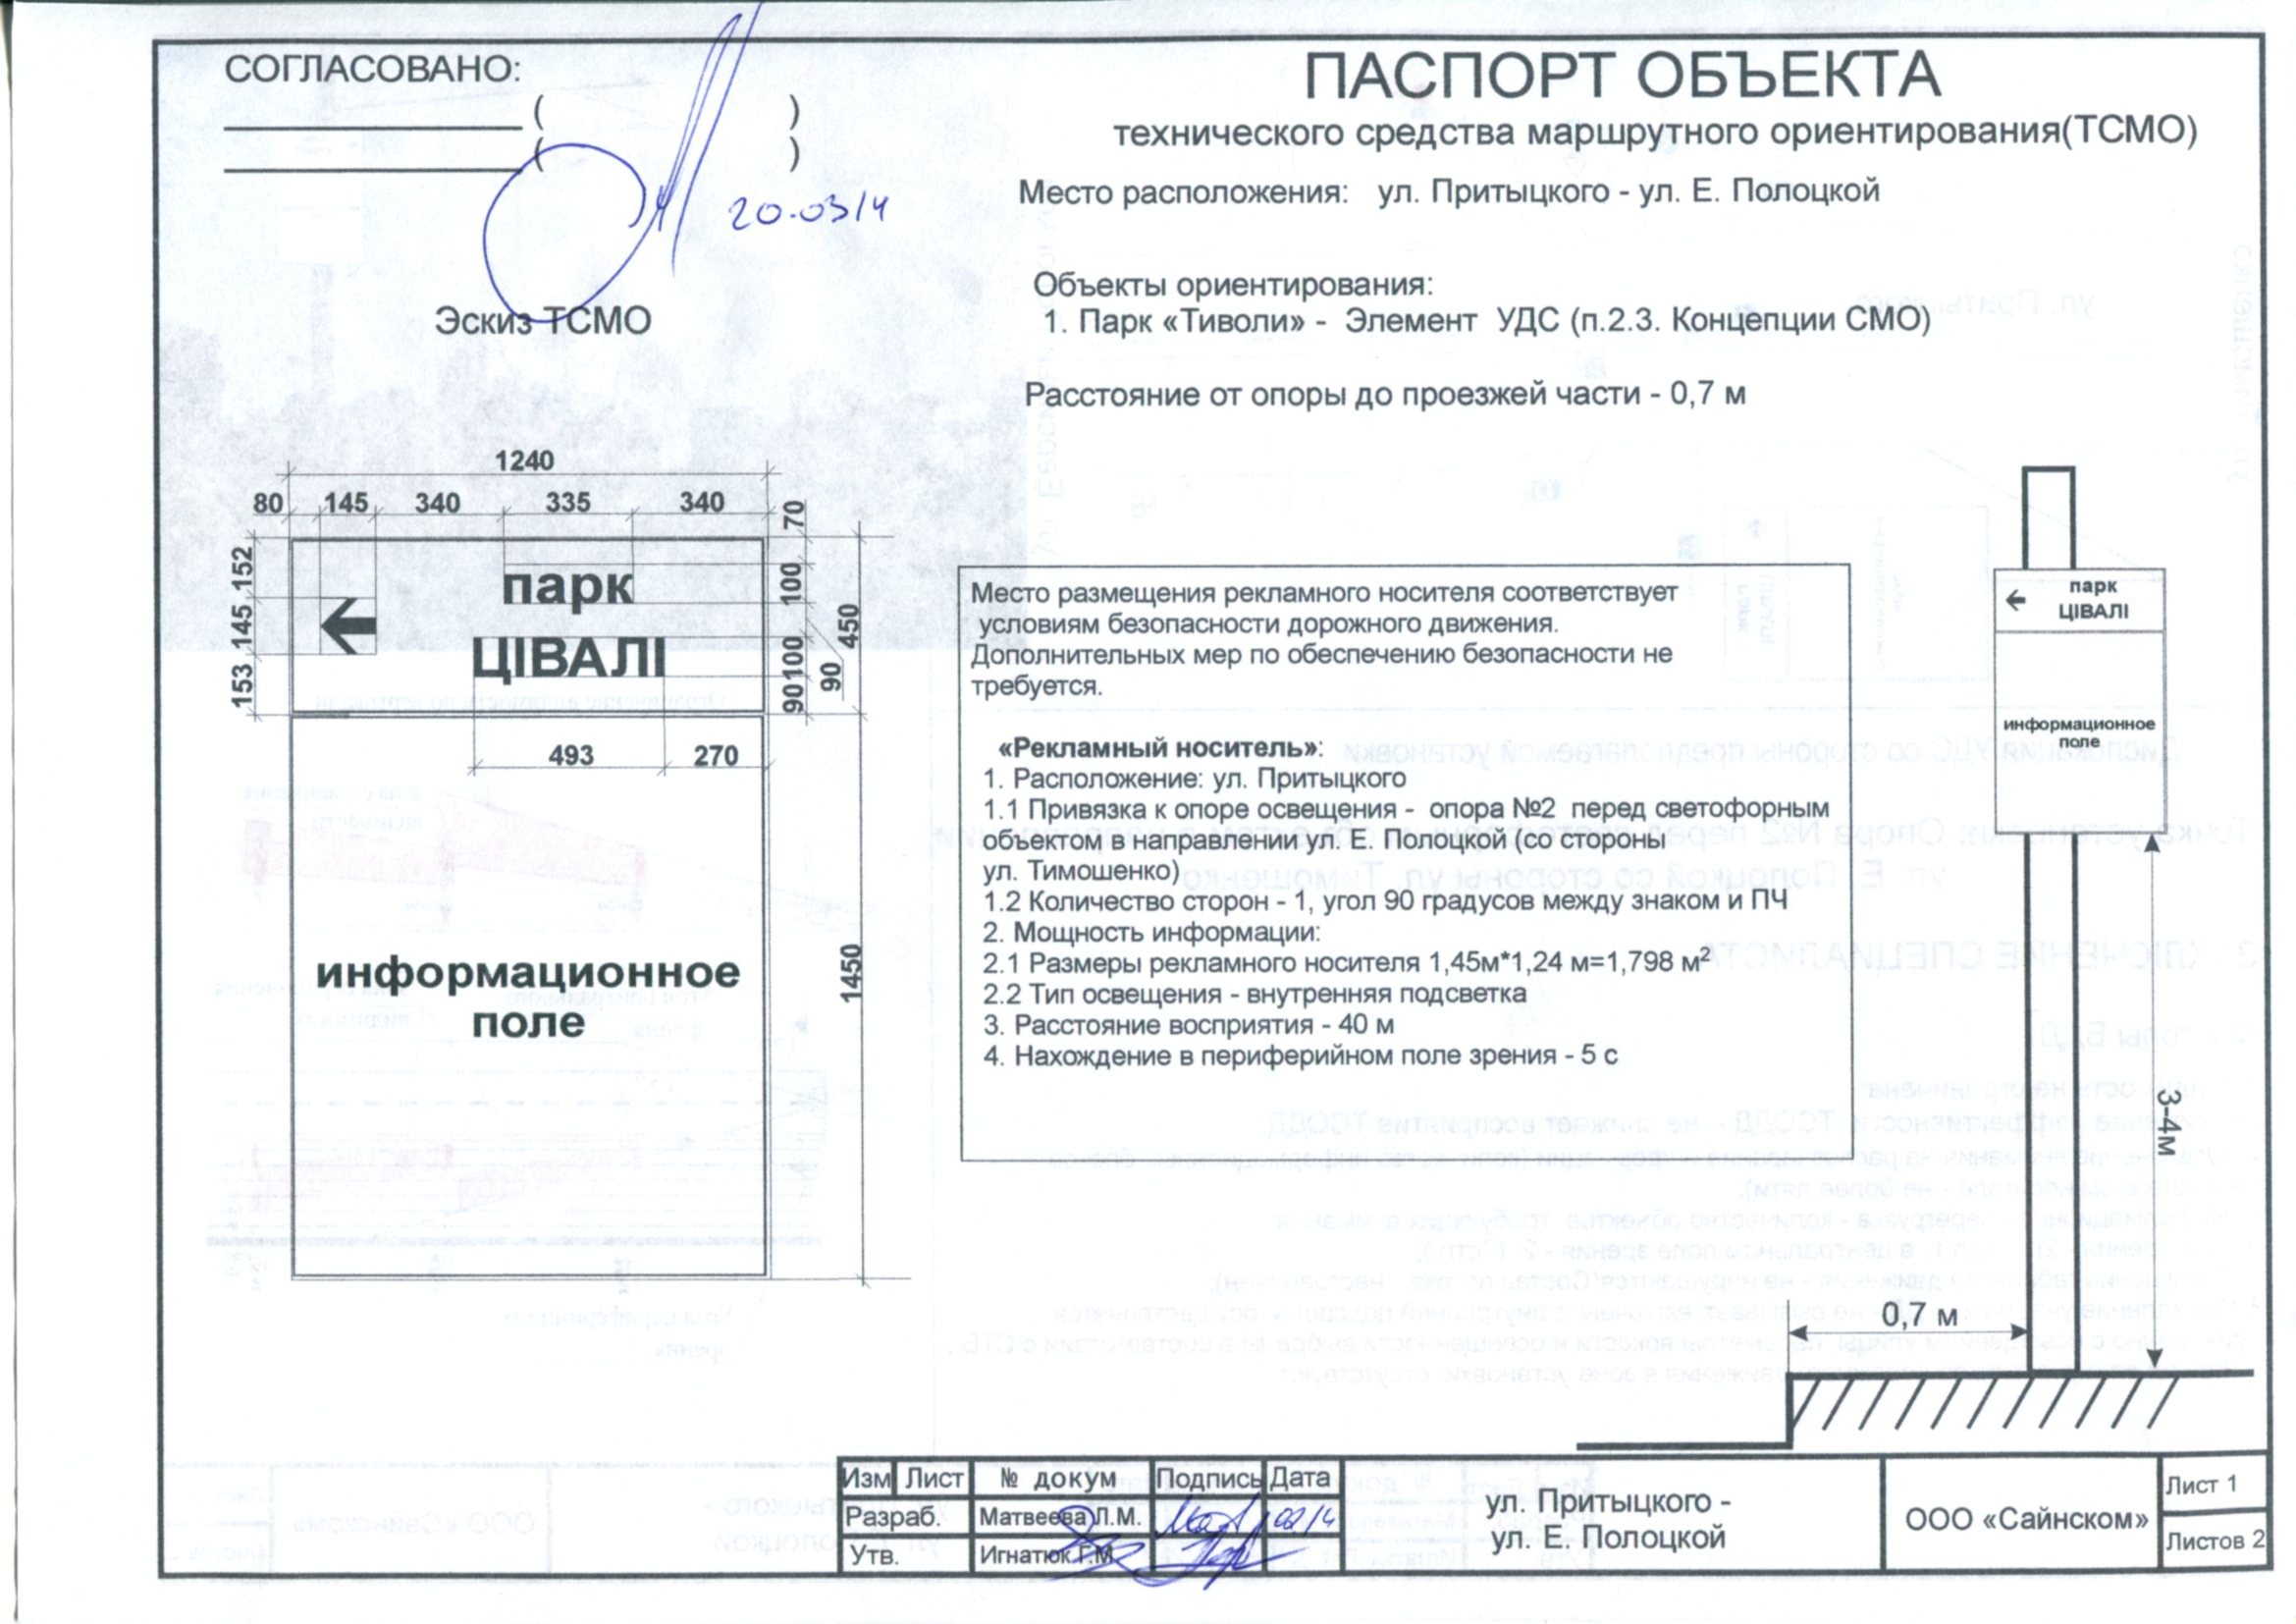 СОГЛАСОВАНО:
( )
( )
20.03/4
ПАСПОРТ ОБЪЕКТА
технического средства маршрутного ориентирования(ТСМО)
Место расположения: ул. Притыцкого - ул. Е. Полоцкой
Объекты ориентирования:
1. Парк «Тиволи» - Элемент УДС (п.2.3. Концепции СМО)
Расстояние от опоры до проезжей части - 0,7 м
Эскиз ТСМО
1240
80 145 340 335 340
70
152
145
153
100
100
90
90
450
парк
ЦІВАЛІ
493 270
информационное
поле
1450
Место размещения рекламного носителя соответствует
условиям безопасности дорожного движения.
Дополнительных мер по обеспечению безопасности не
требуется.
«Рекламный носитель»:
1. Расположение: ул. Притыцкого
1.1 Привязка к опоре освещения - опора №2 перед светофорным
объектом в направлении ул. Е. Полоцкой (со стороны
ул. Тимошенко)
1.2 Количество сторон - 1, угол 90 градусов между знаком и ПЧ
2. Мощность информации:
2.1 Размеры рекламного носителя 1,45м*1,24 м=1,798 м²
2.2 Тип освещения - внутренняя подсветка
3. Расстояние восприятия - 40 м
4. Нахождение в периферийном поле зрения - 5 с
парк
ЦІВАЛІ
информационное
поле
3-4м
0,7 м
Изм Лист № докум Подпись Дата
Разраб. Матвеева Л.М.
Утв. Игнатюк Г.М.
ул. Притыцкого -
ул. Е. Полоцкой
ООО «Сайнском»
Лист 1
Листов 2